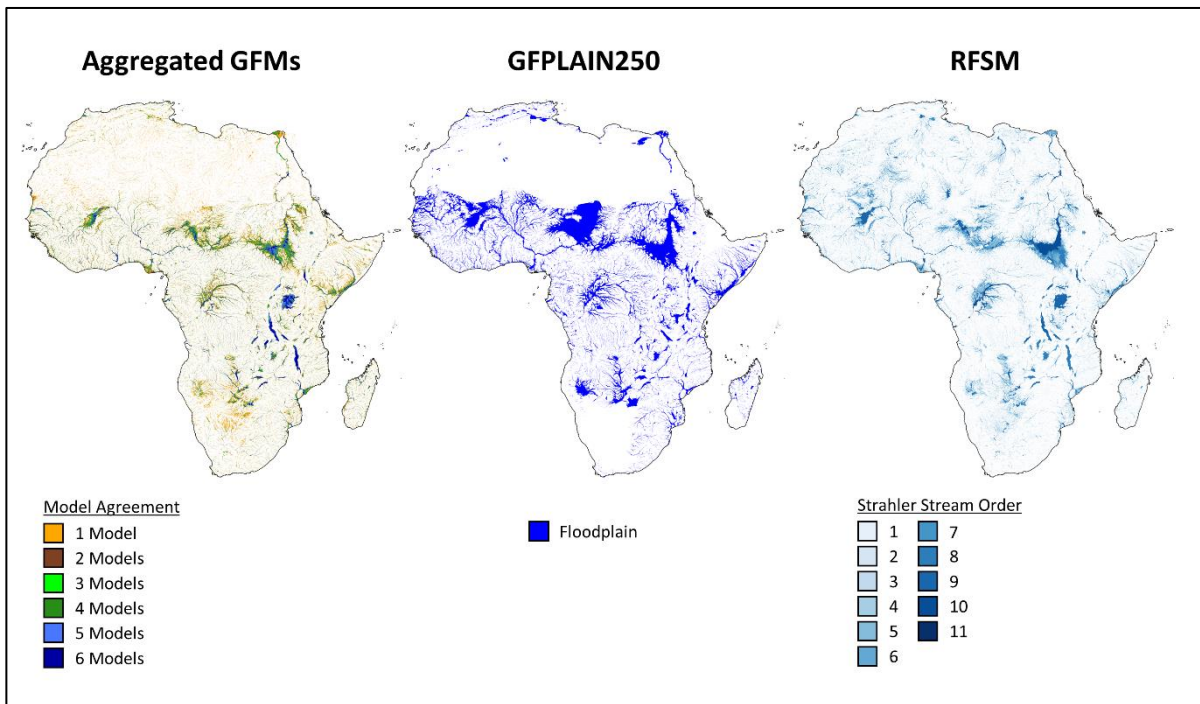 Aggregated GFMs
GFPLAIN250
RFSM
Model Agreement
1 Model
2 Models
3 Models
4 Models
5 Models
6 Models
Floodplain
Strahler Stream Order
1
2
3
4
5
6
7
8
9
10
11